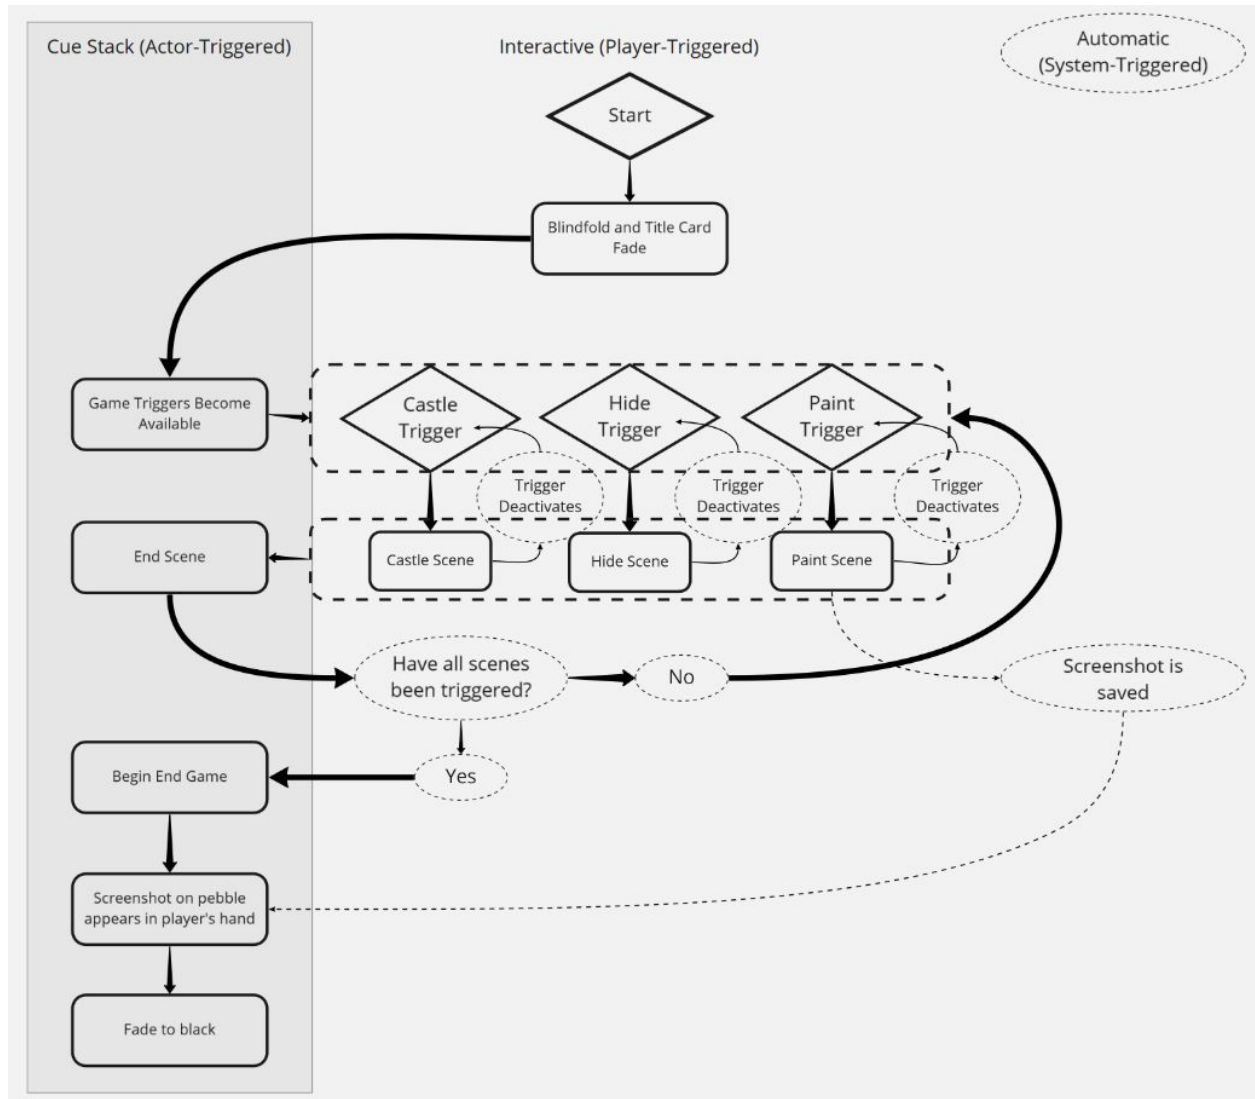 Cue Stack (Actor-Triggered)
Interactive (Player-Triggered)
Automatic
(System-Triggered)
Start
Blindfold and Title Card
Fade
Game Triggers Become
Available
Castle
Trigger
Hide
Trigger
Paint
Trigger
Trigger
Deactivates
Trigger
Deactivates
Trigger
Deactivates
End Scene
Castle Scene
Hide Scene
Paint Scene
Have all scenes
been triggered?
No
Screenshot is
saved
Begin End Game
Yes
Screenshot on pebble
appears in player's hand
Fade to black